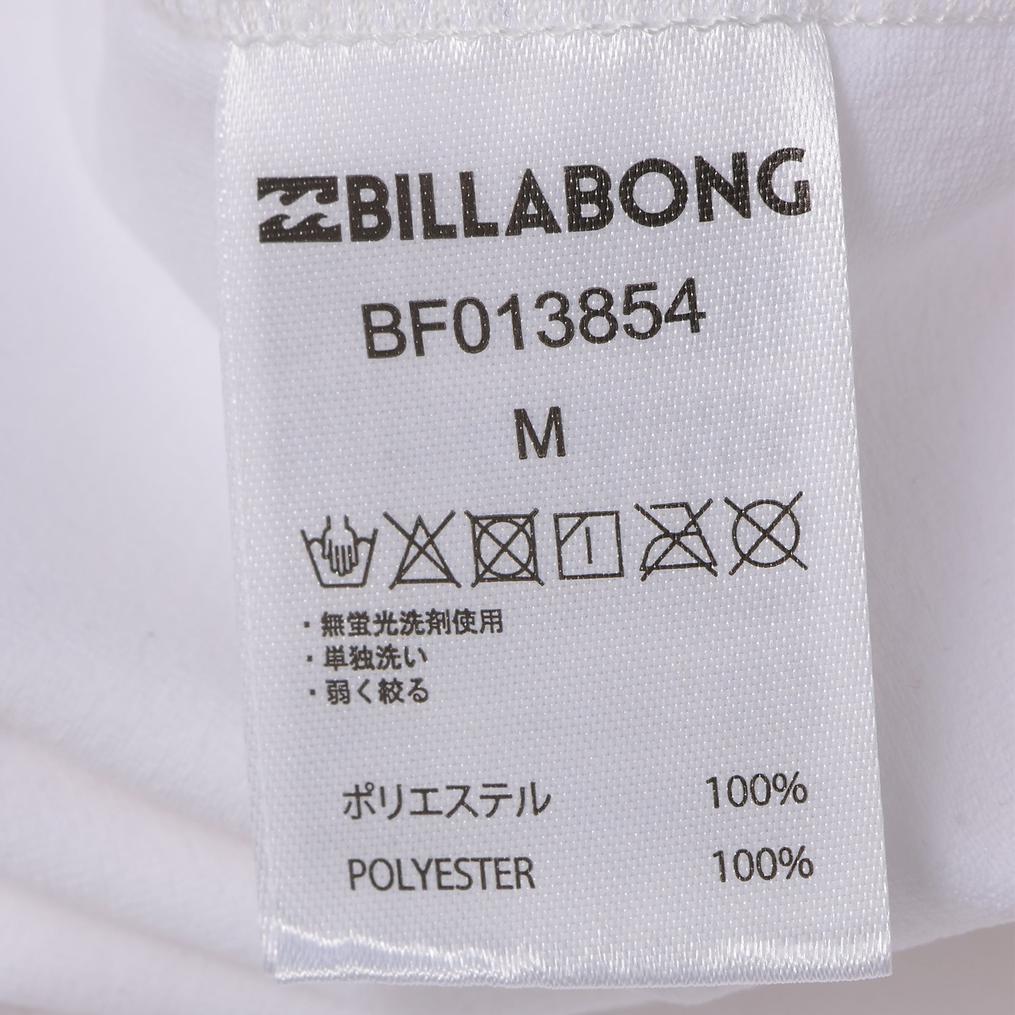 BILLABONG
BF013854
M
・無蛍光洗剤使用
・単独洗い
・弱く絞る
ポリエステル 100%
POLYESTER 100%